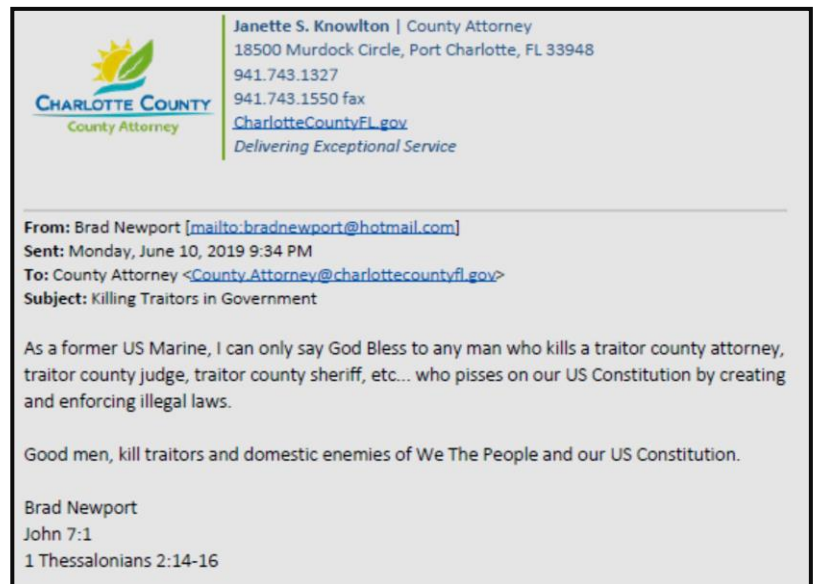 Janette S. Knowlton | County Attorney
18500 Murdock Circle, Port Charlotte, FL 33948
941.743.1327
941.743.1550 fax
CharlotteCountyFL.gov
Delivering Exceptional Service
CHARLOTTE COUNTY
County Attorney
From: Brad Newport [mailto:bradnewport@hotmail.com]
Sent: Monday, June 10, 2019 9:34 PM
To: County Attorney <County.Attorney@charlottecountyfl.gov>
Subject: Killing Traitors in Government
As a former US Marine, I can only say God Bless to any man who kills a traitor county attorney,
traitor county judge, traitor county sheriff, etc... who pisses on our US Constitution by creating
and enforcing illegal laws.
Good men, kill traitors and domestic enemies of We The People and our US Constitution.
Brad Newport
John 7:1
1 Thessalonians 2:14-16